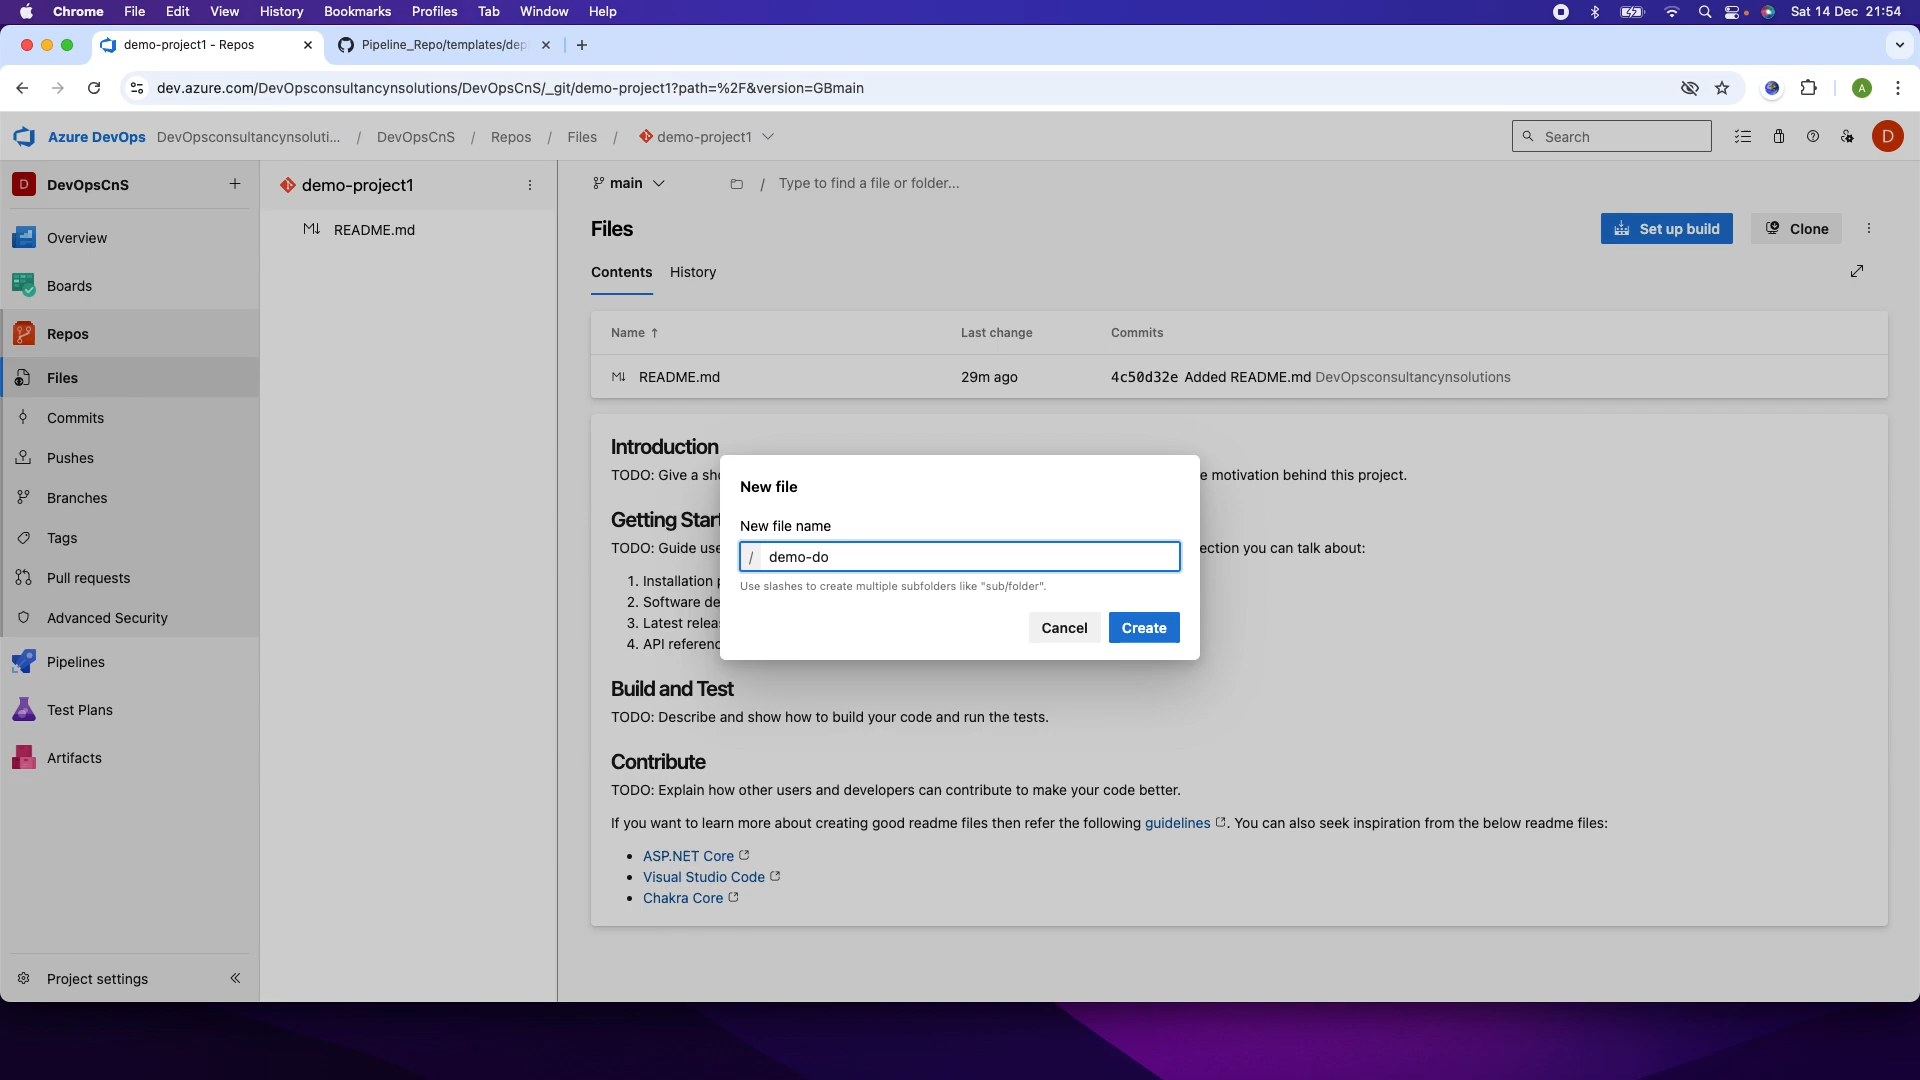 Chrome File Edit View History Bookmarks Profiles Tab Window Help Sat 14 Dec 21:54
demo-project1 - Repos Pipeline_Repo/templates/dep
dev.azure.com/DevOpsconsultancynsolutions/DevOpsCnS/_git/demo-project1?path=%2F&version=GBmain A
Azure DevOps DevOpsconsultancynsoluti... / DevOpsCnS / Repos / Files / demo-project1 Search D
D DevOpsCnS +
Overview
Boards
Repos
Files
Commits
Pushes
Branches
Tags
Pull requests
Advanced Security
Pipelines
Test Plans
Artifacts
Project settings
demo-project1
README.md
main / Type to find a file or folder...
Files
Set up build Clone
Contents History
Name ↑ Last change Commits
README.md 29m ago 4c50d32e Added README.md DevOpsconsultancynsolutions
Introduction
TODO: Give a sho e motivation behind this project.
Getting Start
TODO: Guide use ection you can talk about:
1. Installation p
2. Software de
3. Latest releas
4. API referenc
New file
New file name
/ demo-do
Use slashes to create multiple subfolders like "sub/folder".
Cancel Create
Build and Test
TODO: Describe and show how to build your code and run the tests.
Contribute
TODO: Explain how other users and developers can contribute to make your code better.
If you want to learn more about creating good readme files then refer the following guidelines. You can also seek inspiration from the below readme files:
• ASP.NET Core
• Visual Studio Code
• Chakra Core